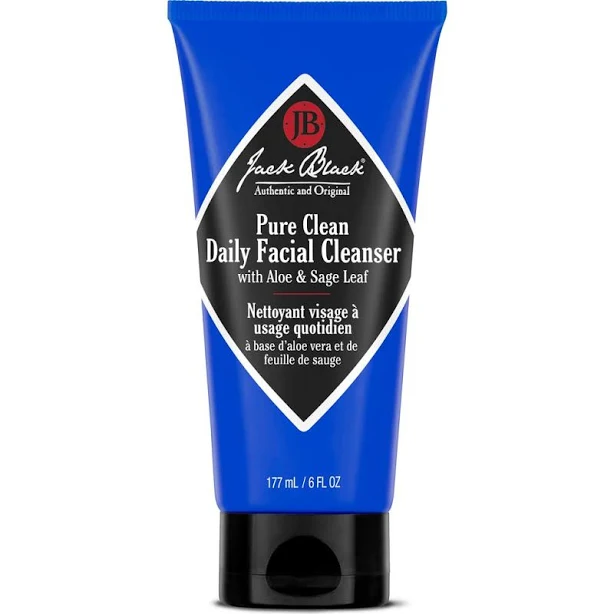 JB
Jack Black®
Authentic and Original
Pure Clean
Daily Facial Cleanser
with Aloe & Sage Leaf
Nettoyant visage à
usage quotidien
à base d'aloe vera et de
feuille de sauge
177 mL / 6 FL OZ